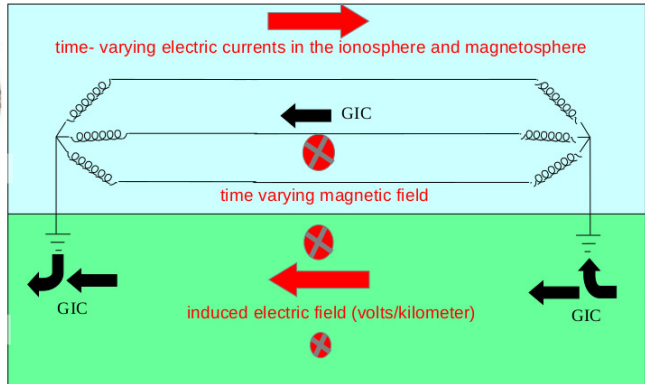 time- varying electric currents in the ionosphere and magnetosphere
GIC
time varying magnetic field
GIC
induced electric field (volts/kilometer)
GIC